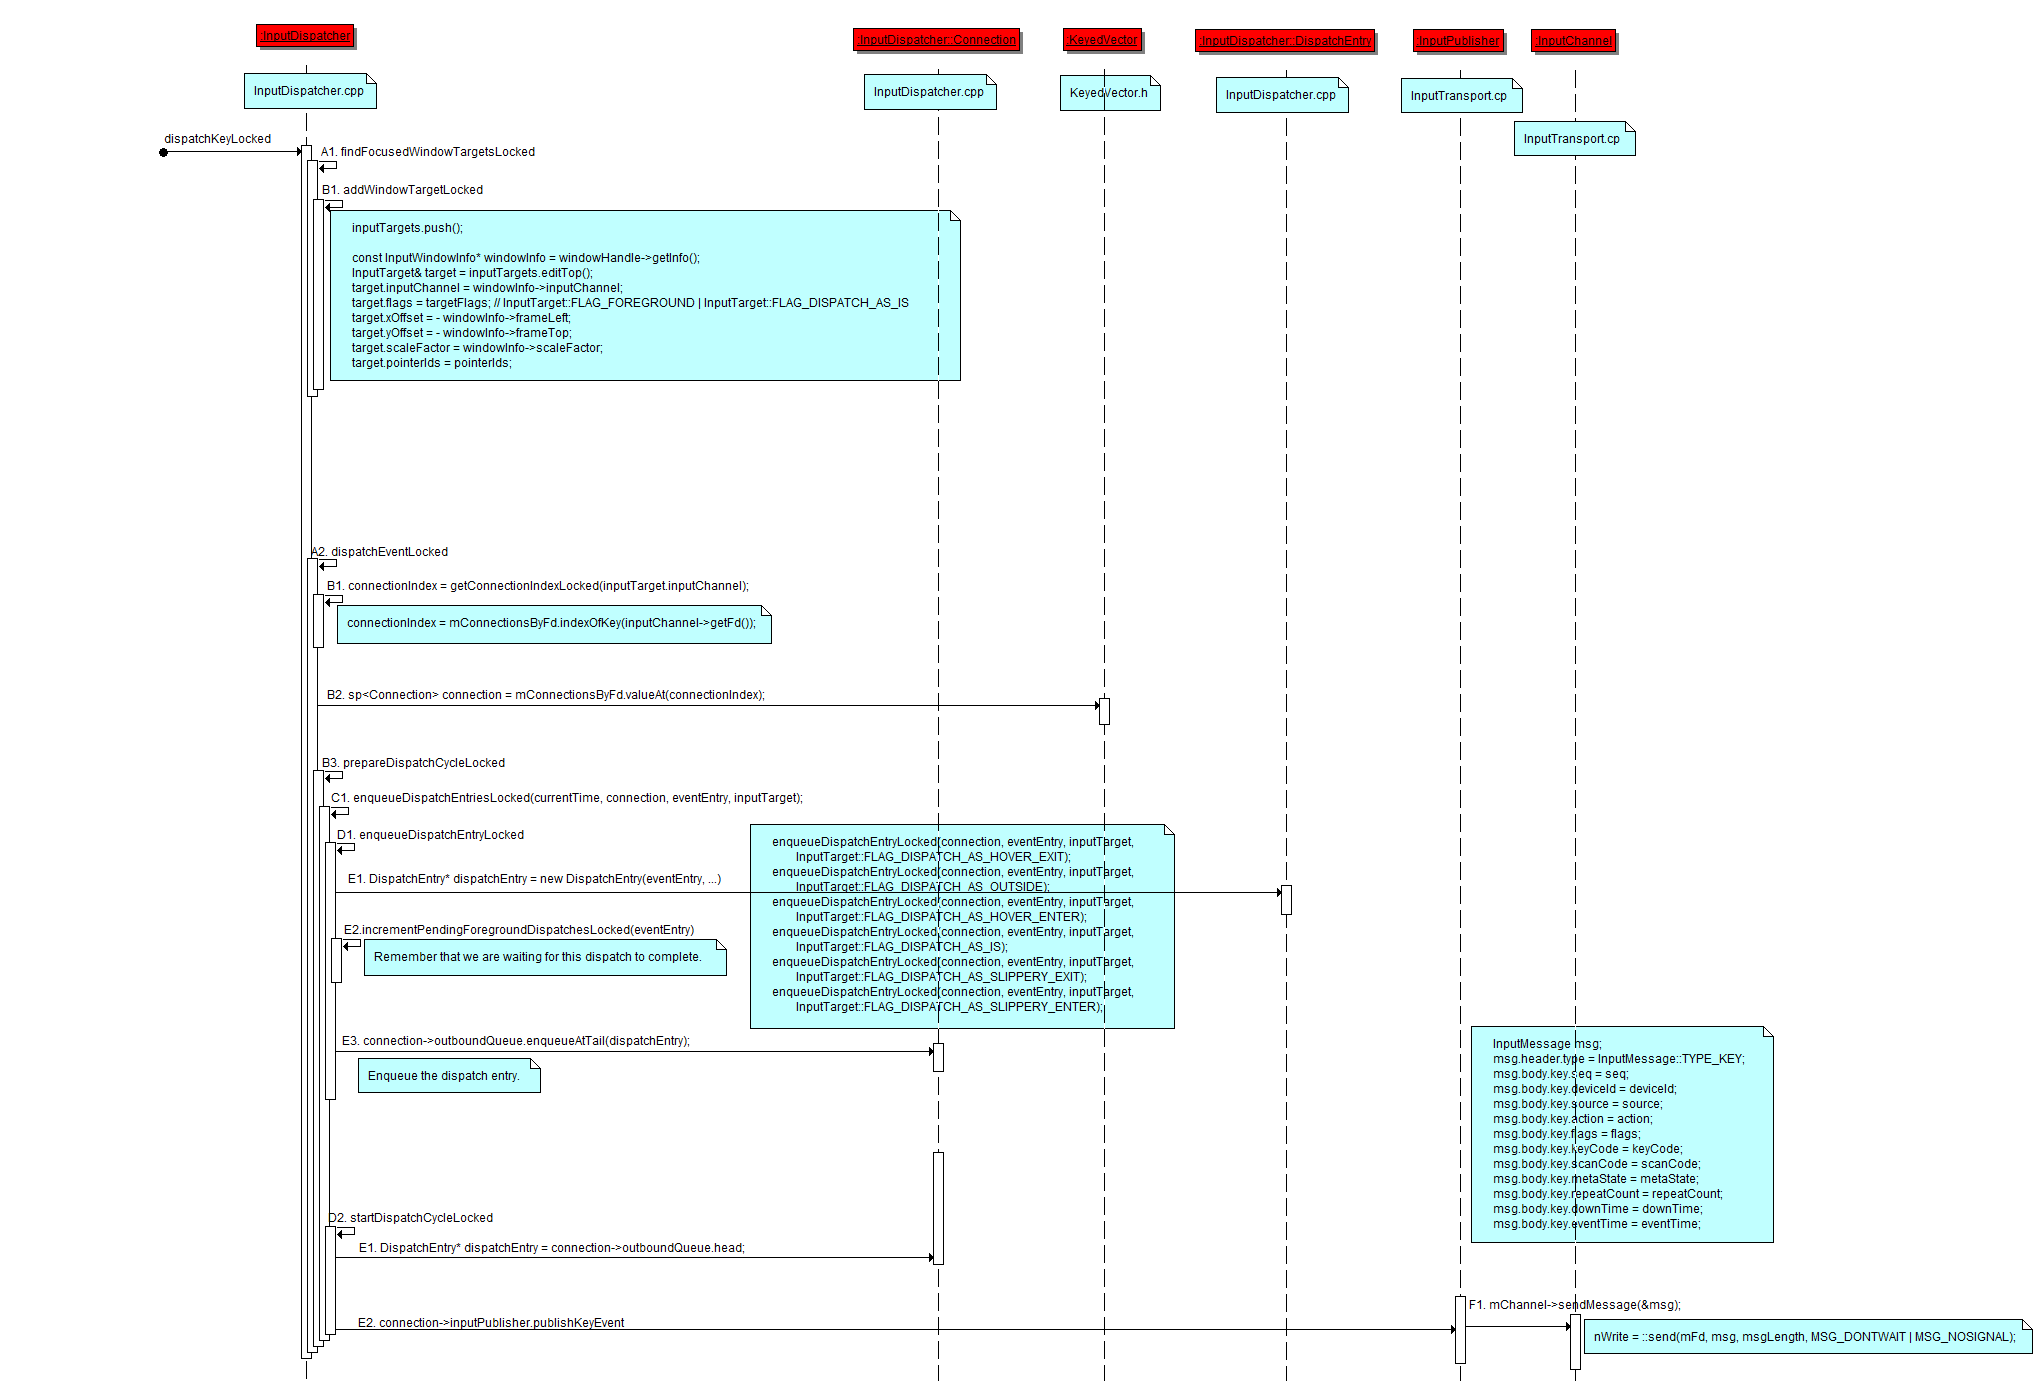 :InputDispatcher
:InputDispatcher::Connection
KeyedVector
:InputDispatcher::DispatchEntry
:InputPublisher
:InputChannel
InputDispatcher.cpp
InputDispatcher.cpp
KeyedVector.h
InputDispatcher.cpp
InputTransport.cp
InputTransport.cp
dispatchKeyLocked
A1. findFocusedWindowTargetsLocked
B1. addWindowTargetLocked
inputTargets.push();
const InputWindowInfo* windowInfo = windowHandle->getInfo();
InputTarget& target = inputTargets.editTop();
target.inputChannel = windowInfo->inputChannel;
target.flags = targetFlags; // InputTarget::FLAG_FOREGROUND | InputTarget::FLAG_DISPATCH_AS_IS
target.xOffset = - windowInfo->frameLeft;
target.yOffset = - windowInfo->frameTop;
target.scaleFactor = windowInfo->scaleFactor;
target.pointerIds = pointerIds;
A2. dispatchEventLocked
B1. connectionIndex = getConnectionIndexLocked(inputTarget.inputChannel);
connectionIndex = mConnectionsByFd.indexOfKey(inputChannel->getFd());
B2. sp<Connection> connection = mConnectionsByFd.valueAt(connectionIndex);
B3. prepareDispatchCycleLocked
C1. enqueueDispatchEntriesLocked(currentTime, connection, eventEntry, inputTarget);
D1. enqueueDispatchEntryLocked
enqueueDispatchEntryLocked(connection, eventEntry, inputTarget,
InputTarget::FLAG_DISPATCH_AS_HOVER_EXIT);
enqueueDispatchEntryLocked(connection, eventEntry, inputTarget,
InputTarget::FLAG_DISPATCH_AS_OUTSIDE);
enqueueDispatchEntryLocked(connection, eventEntry, inputTarget,
InputTarget::FLAG_DISPATCH_AS_HOVER_ENTER);
enqueueDispatchEntryLocked(connection, eventEntry, inputTarget,
InputTarget::FLAG_DISPATCH_AS_IS);
enqueueDispatchEntryLocked(connection, eventEntry, inputTarget,
InputTarget::FLAG_DISPATCH_AS_SLIPPERY_EXIT);
enqueueDispatchEntryLocked(connection, eventEntry, inputTarget,
InputTarget::FLAG_DISPATCH_AS_SLIPPERY_ENTER);
E1. DispatchEntry* dispatchEntry = new DispatchEntry(eventEntry, ...)
E2.incrementPendingForegroundDispatchesLocked(eventEntry)
Remember that we are waiting for this dispatch to complete.
E3. connection->outboundQueue.enqueueAtTail(dispatchEntry);
Enqueue the dispatch entry.
InputMessage msg;
msg.header.type = InputMessage::TYPE_KEY;
msg.body.key.seq = seq;
msg.body.key.deviceId = deviceId;
msg.body.key.source = source;
msg.body.key.action = action;
msg.body.key.flags = flags;
msg.body.key.keyCode = keyCode;
msg.body.key.scanCode = scanCode;
msg.body.key.metaState = metaState;
msg.body.key.repeatCount = repeatCount;
msg.body.key.downTime = downTime;
msg.body.key.eventTime = eventTime;
D2. startDispatchCycleLocked
E1. DispatchEntry* dispatchEntry = connection->outboundQueue.head;
F1. mChannel->sendMessage(&msg);
E2. connection->inputPublisher.publishKeyEvent
nWrite = ::send(mFd, msg, msgLength, MSG_DONTWAIT | MSG_NOSIGNAL);